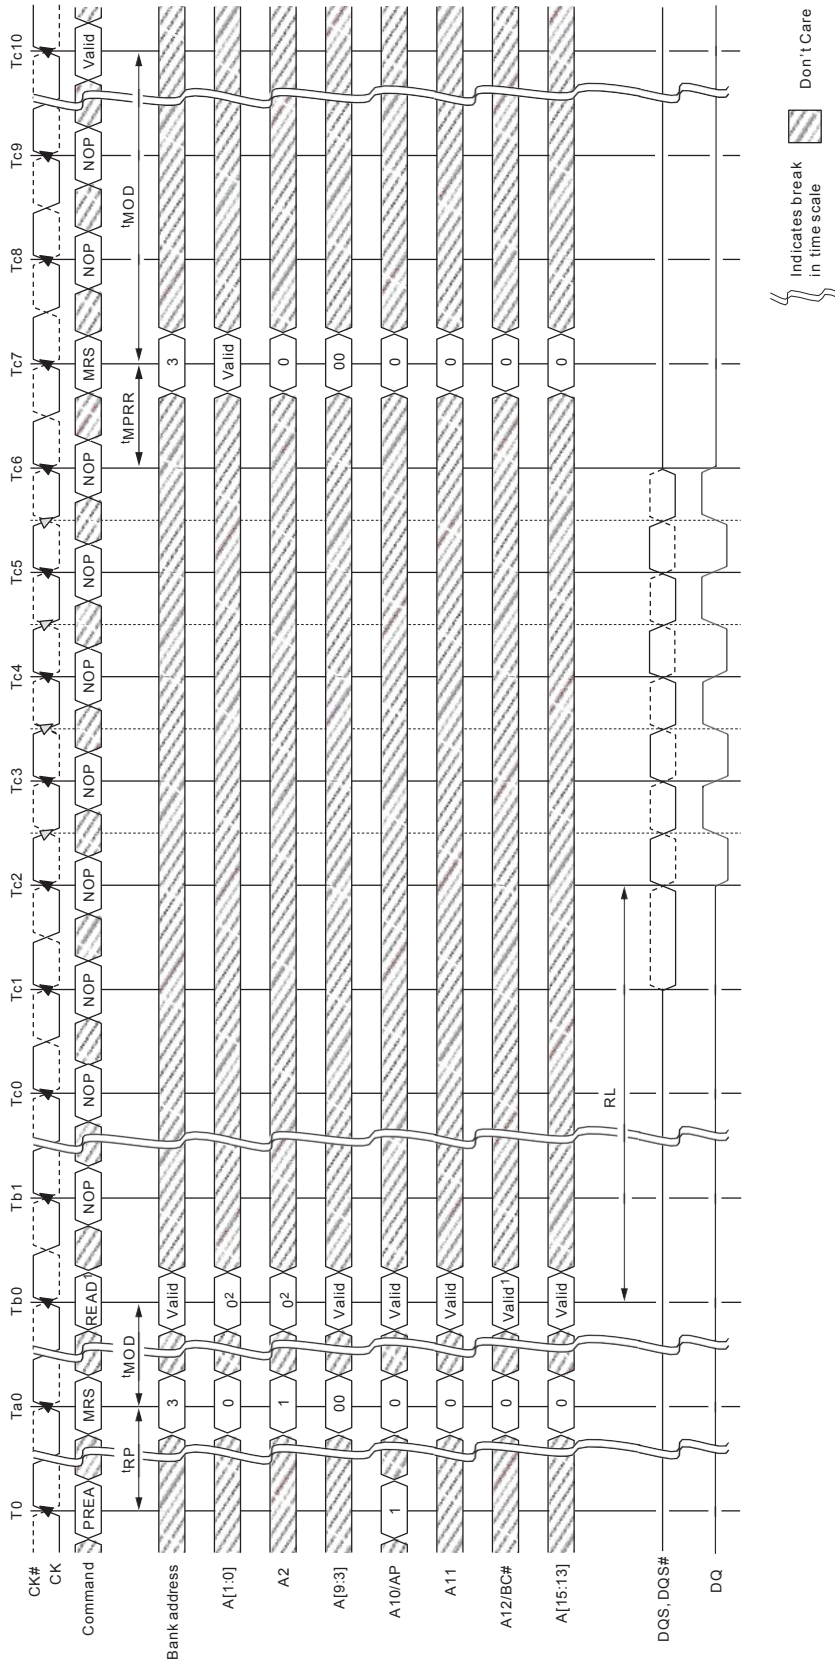 T0 Ta0 Tb0 Tb1 Tc0 Tc1 Tc2 Tc3 Tc4 Tc5 Tc6 Tc7 Tc8 Tc9 Tc10
CK#
CK
Command PREA MRS READ¹ NOP NOP NOP NOP NOP NOP NOP NOP MRS NOP NOP Valid
tRP tMOD tMPRR tMOD
Bank address 3 Valid 3
A[1:0] 0 0² Valid
A2 1 0² 0
A[9:3] 00 Valid 00
A10/AP 1 0 Valid 0
A11 0 Valid 0
A12/BC# 0 Valid¹ 0
A[15:13] 0 Valid 0
RL
DQS, DQS#
DQ
Indicates break
in time scale
Don't Care